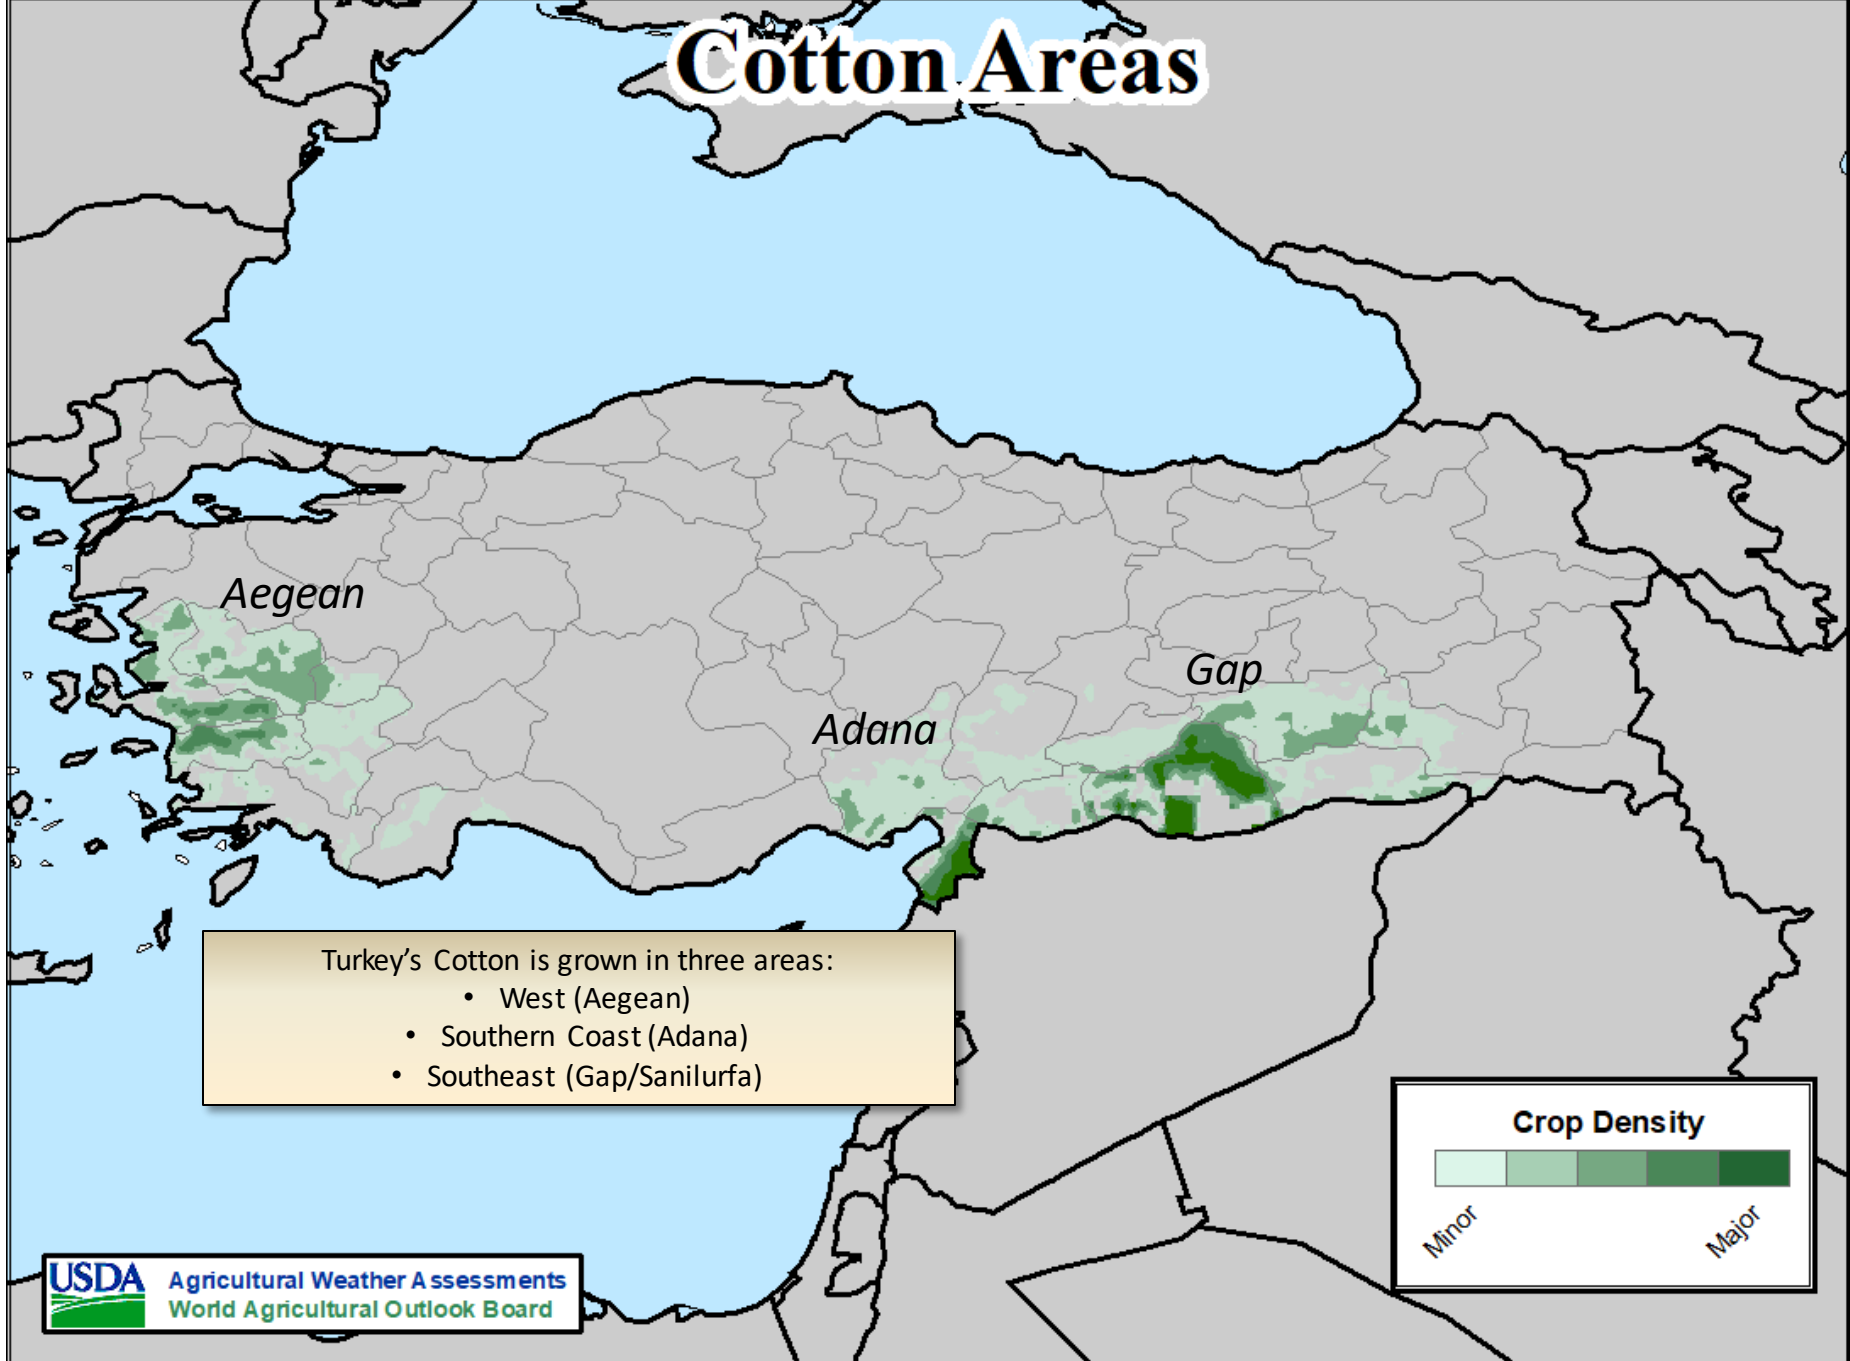 Cotton Areas
Aegean
Gap
Adana
Turkey's Cotton is grown in three areas:
• West (Aegean)
• Southern Coast (Adana)
• Southeast (Gap/Sanilurfa)
Crop Density
Minor
Major
USDA
Agricultural Weather Assessments
World Agricultural Outlook Board